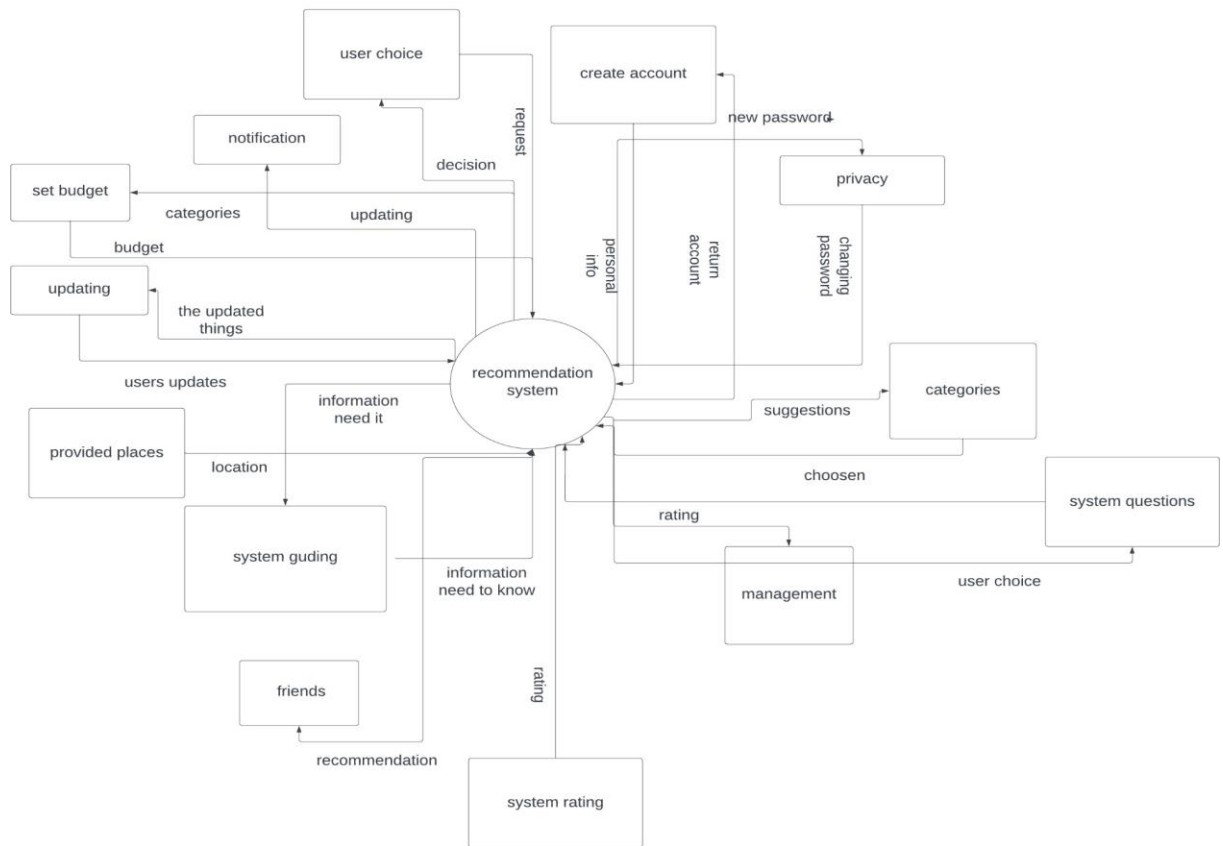 user choice
create account
request
new password
notification
decision
privacy
set budget
categories
updating
budget
personal
info
return
account
changing
password
updating
the updated
things
recommendation
system
categories
users updates
information
need it
suggestions
provided places
location
choosen
system questions
rating
system guding
information
need to know
user choice
management
rating
friends
recommendation
system rating